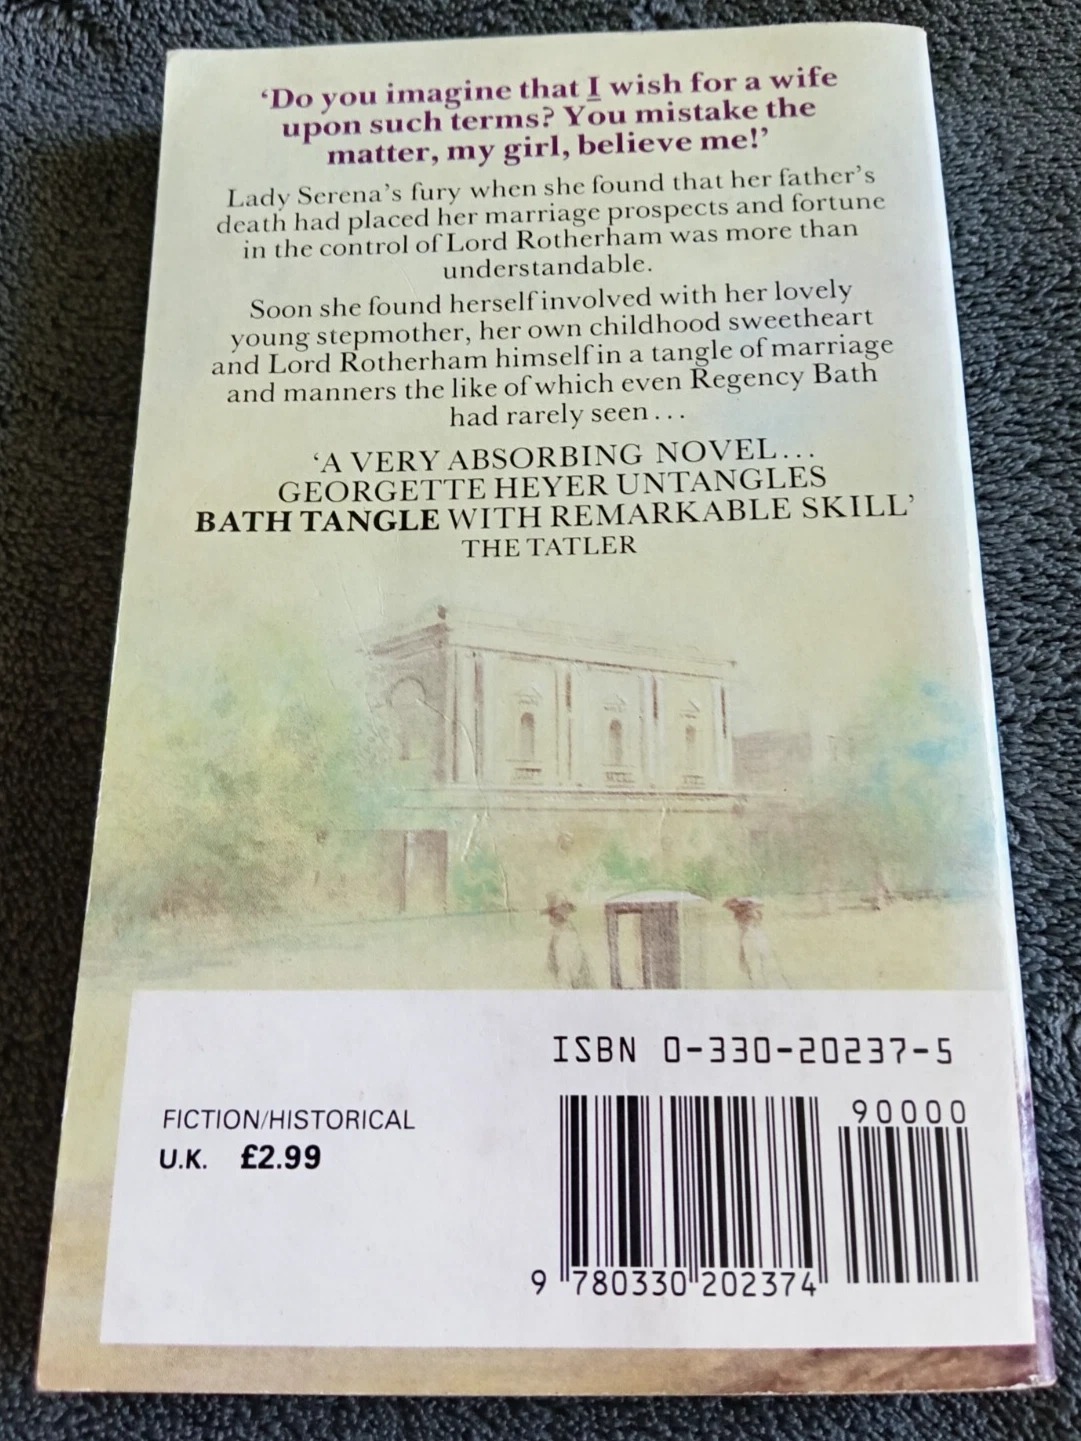 ‘Do you imagine that I wish for a wife
upon such terms? You mistake the
matter, my girl, believe me!’
Lady Serena’s fury when she found that her father’s
death had placed her marriage prospects and fortune
in the control of Lord Rotherham was more than
understandable.
Soon she found herself involved with her lovely
young stepmother, her own childhood sweetheart
and Lord Rotherham himself in a tangle of marriage
and manners the like of which even Regency Bath
had rarely seen...
‘A VERY ABSORBING NOVEL...
GEORGETTE HEYER UNTANGLES
BATH TANGLE WITH REMARKABLE SKILL’
THE TATLER
ISBN 0-330-20237-5
FICTION/HISTORICAL
U.K. £2.99
90000
9 780330 202374